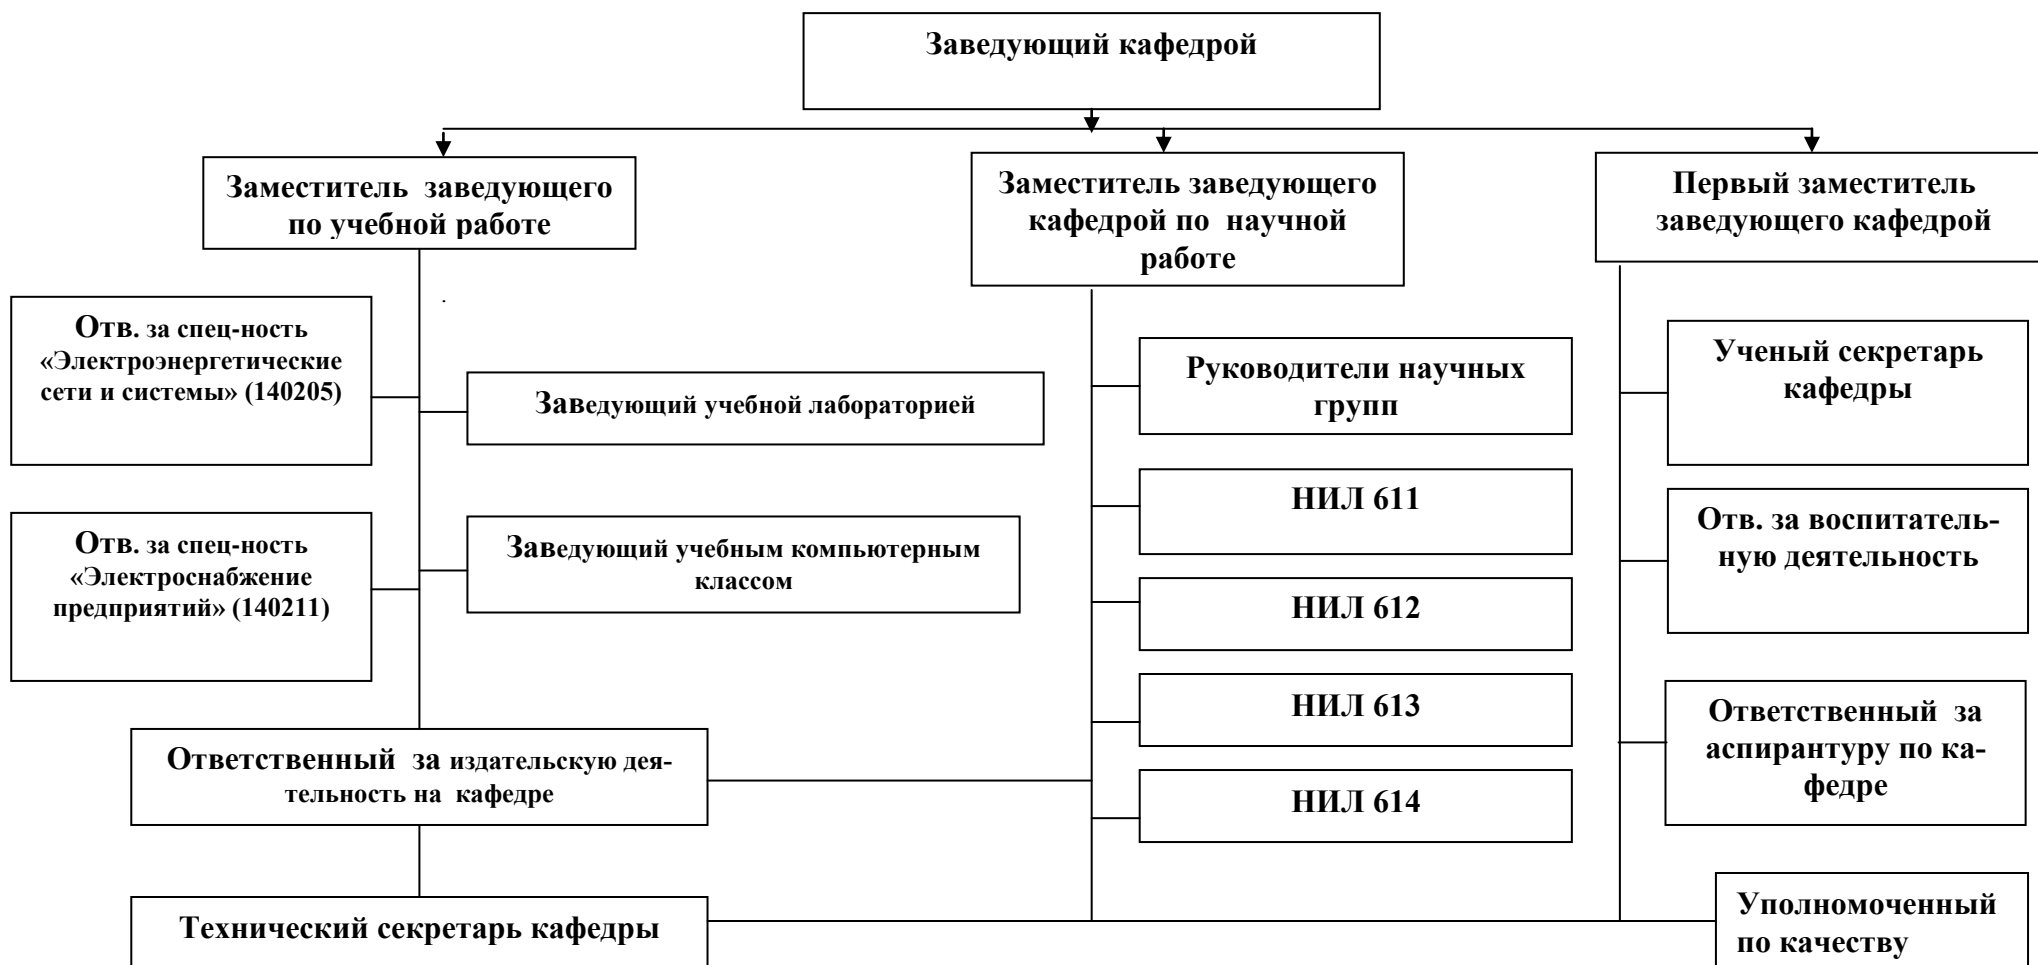 Заведующий кафедрой
Заместитель заведующего
по учебной работе
Заместитель заведующего
кафедрой по научной
работе
Первый заместитель
заведующего кафедрой
Отв. за спец-ность
«Электроэнергетические
сети и системы» (140205)
Заведующий учебной лабораторией
Руководители научных
групп
Ученый секретарь
кафедры
НИЛ 611
Отв. за воспитатель-
ную деятельность
Отв. за спец-ность
«Электроснабжение
предприятий» (140211)
Заведующий учебным компьютерным
классом
НИЛ 612
НИЛ 613
Ответственный за
аспирантуру по ка-
федре
Ответственный за издательскую дея-
тельность на кафедре
НИЛ 614
Технический секретарь кафедры
Уполномоченный
по качеству